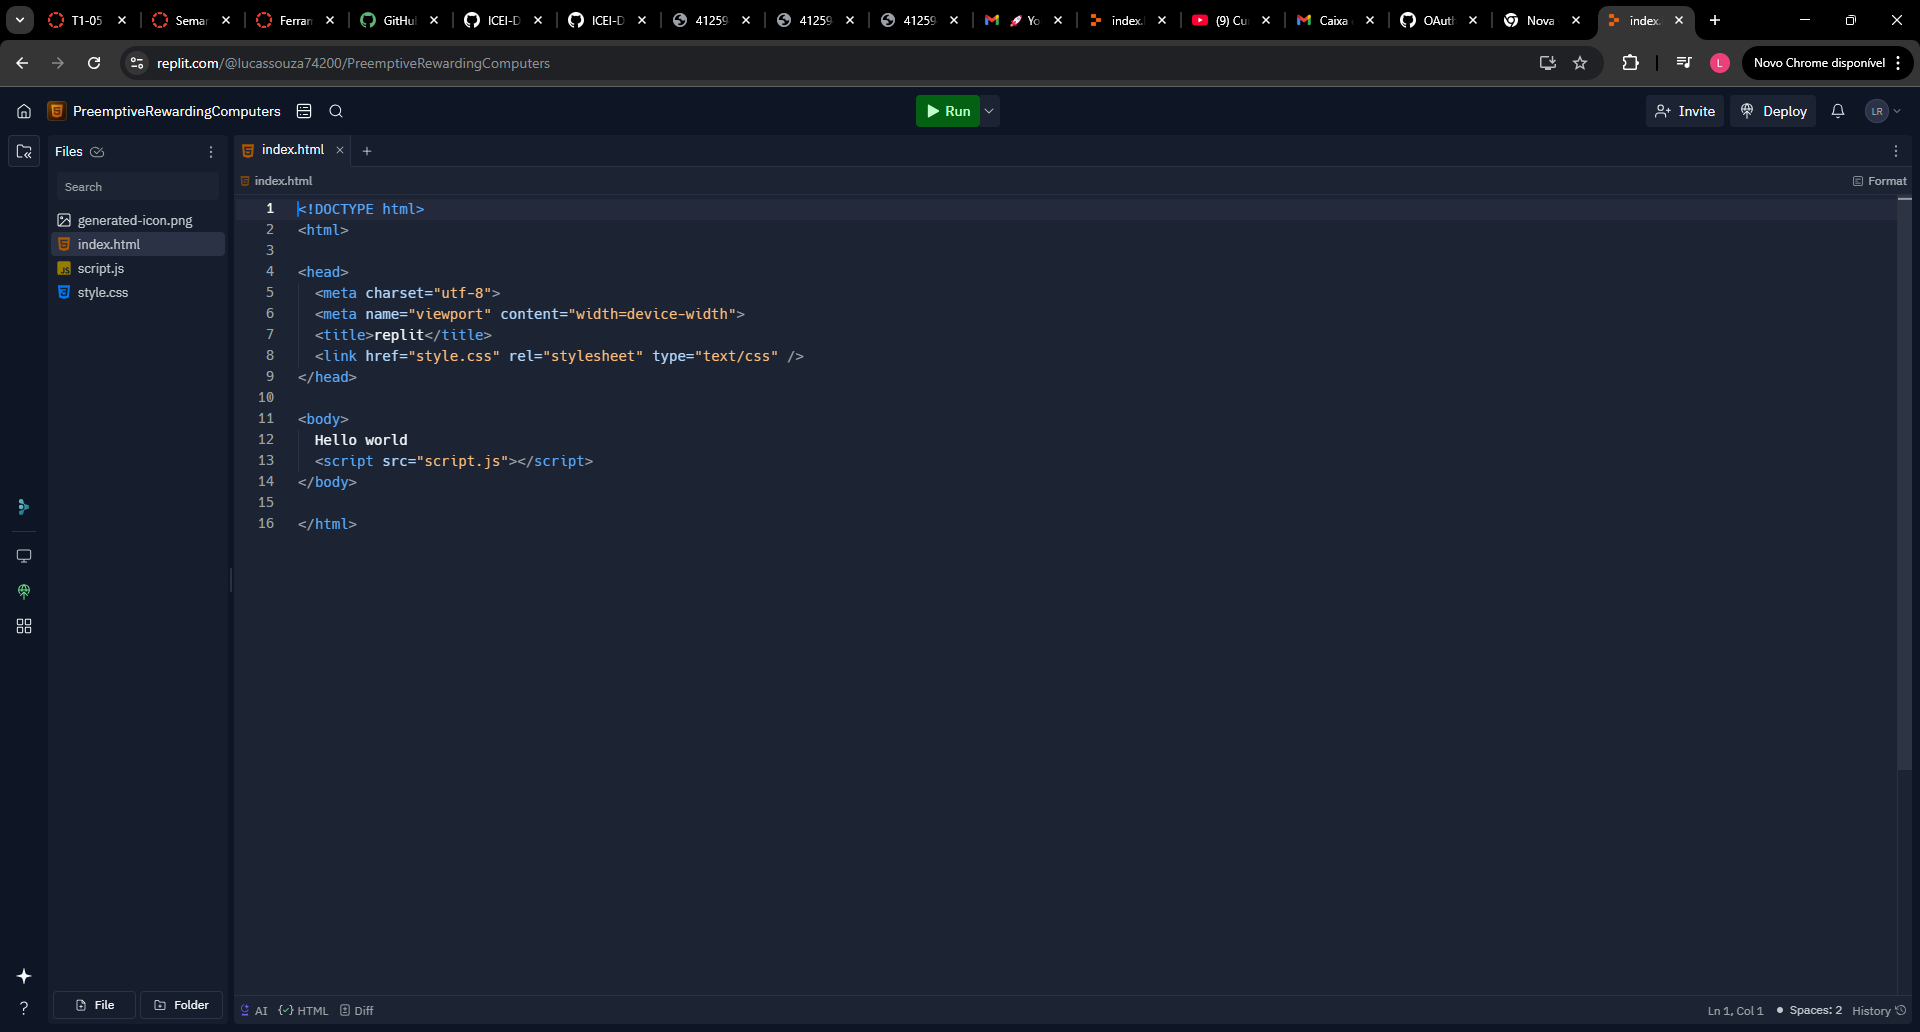 T1-05
Semar
Ferrar
GitHu
ICEI-D
ICEI-D
41259
41259
41259
Yo
index.
(9) Cu
Caixa
OAuth
Nova
index.
replit.com/@lucassouza74200/PreemptiveRewardingComputers
L
Novo Chrome disponível
PreemptiveRewardingComputers
Run
Invite
Deploy
LR
Files
index.html
Search
index.html
Format
generated-icon.png
index.html
JS script.js
style.css
1 <!DOCTYPE html>
2 <html>
3
4 <head>
5 <meta charset="utf-8">
6 <meta name="viewport" content="width=device-width">
7 <title>replit</title>
8 <link href="style.css" rel="stylesheet" type="text/css" />
9 </head>
10
11 <body>
12 Hello world
13 <script src="script.js"></script>
14 </body>
15
16 </html>
?
File
Folder
AI
HTML
Diff
Ln 1, Col 1
Spaces: 2
History